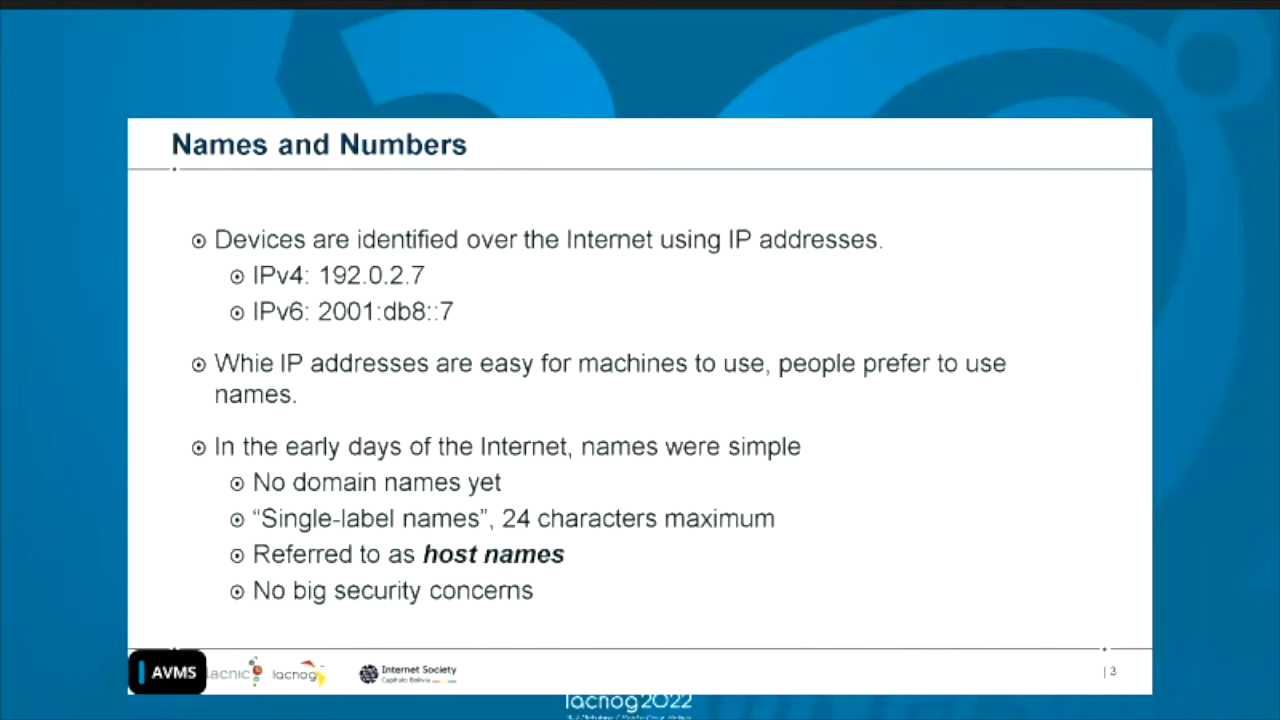 Names and Numbers
Devices are identified over the Internet using IP addresses.
IPv4: 192.0.2.7
IPv6: 2001:db8::7
Whie IP addresses are easy for machines to use, people prefer to use
names.
In the early days of the Internet, names were simple
No domain names yet
“Single-label names”, 24 characters maximum
Referred to as host names
No big security concerns
AVMS lacnic lacnog Internet Society | 3
Capítulo Bolivia
lacnog2022